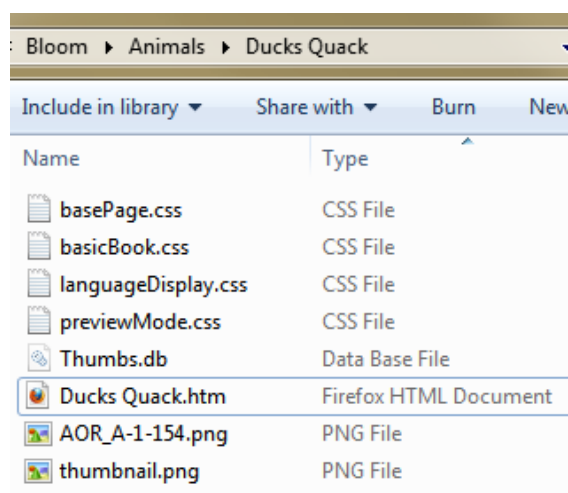 Bloom ▸ Animals ▸ Ducks Quack
Include in library ▾ Share with ▾ Burn New
Name Type
basePage.css CSS File
basicBook.css CSS File
languageDisplay.css CSS File
previewMode.css CSS File
Thumbs.db Data Base File
Ducks Quack.htm Firefox HTML Document
AOR_A-1-154.png PNG File
thumbnail.png PNG File